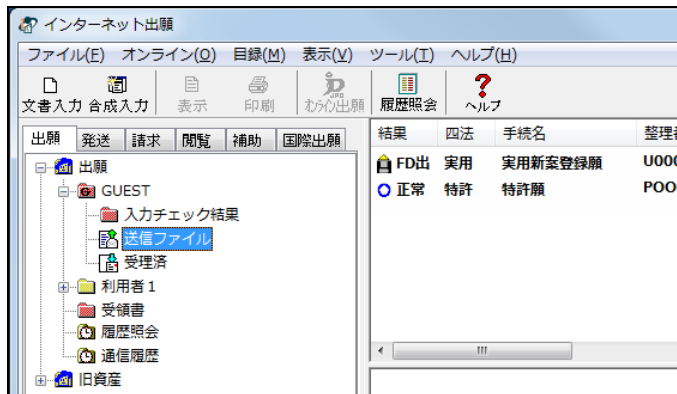 インターネット出願
ファイル(F) オンライン(O) 目録(M) 表示(V) ツール(T) ヘルプ(H)
文書入力 合成入力 表示 印刷 オンライン出願 履歴照会 ヘルプ
出願 発送 請求 閲覧 補助 国際出願
結果 四法 手続名 整理
FD出 実用 実用新案登録願 U000
正常 特許 特許願 POO
出願
GUEST
入力チェック結果
送信ファイル
受理済
利用者1
受領書
履歴照会
通信履歴
旧資産